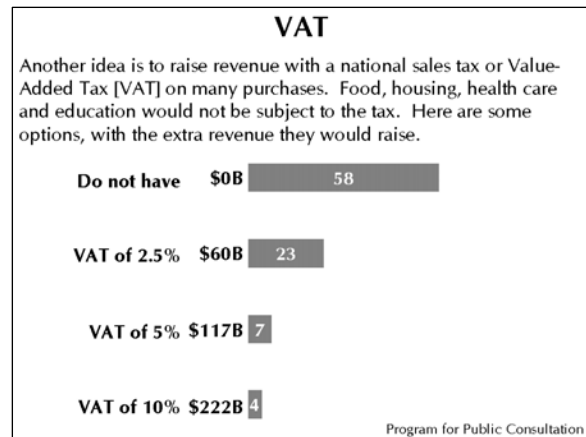 VAT
Another idea is to raise revenue with a national sales tax or Value-
Added Tax [VAT] on many purchases.  Food, housing, health care
and education would not be subject to the tax.  Here are some
options, with the extra revenue they would raise.
Do not have $0B 58
VAT of 2.5% $60B 23
VAT of 5% $117B 7
VAT of 10% $222B 4
Program for Public Consultation